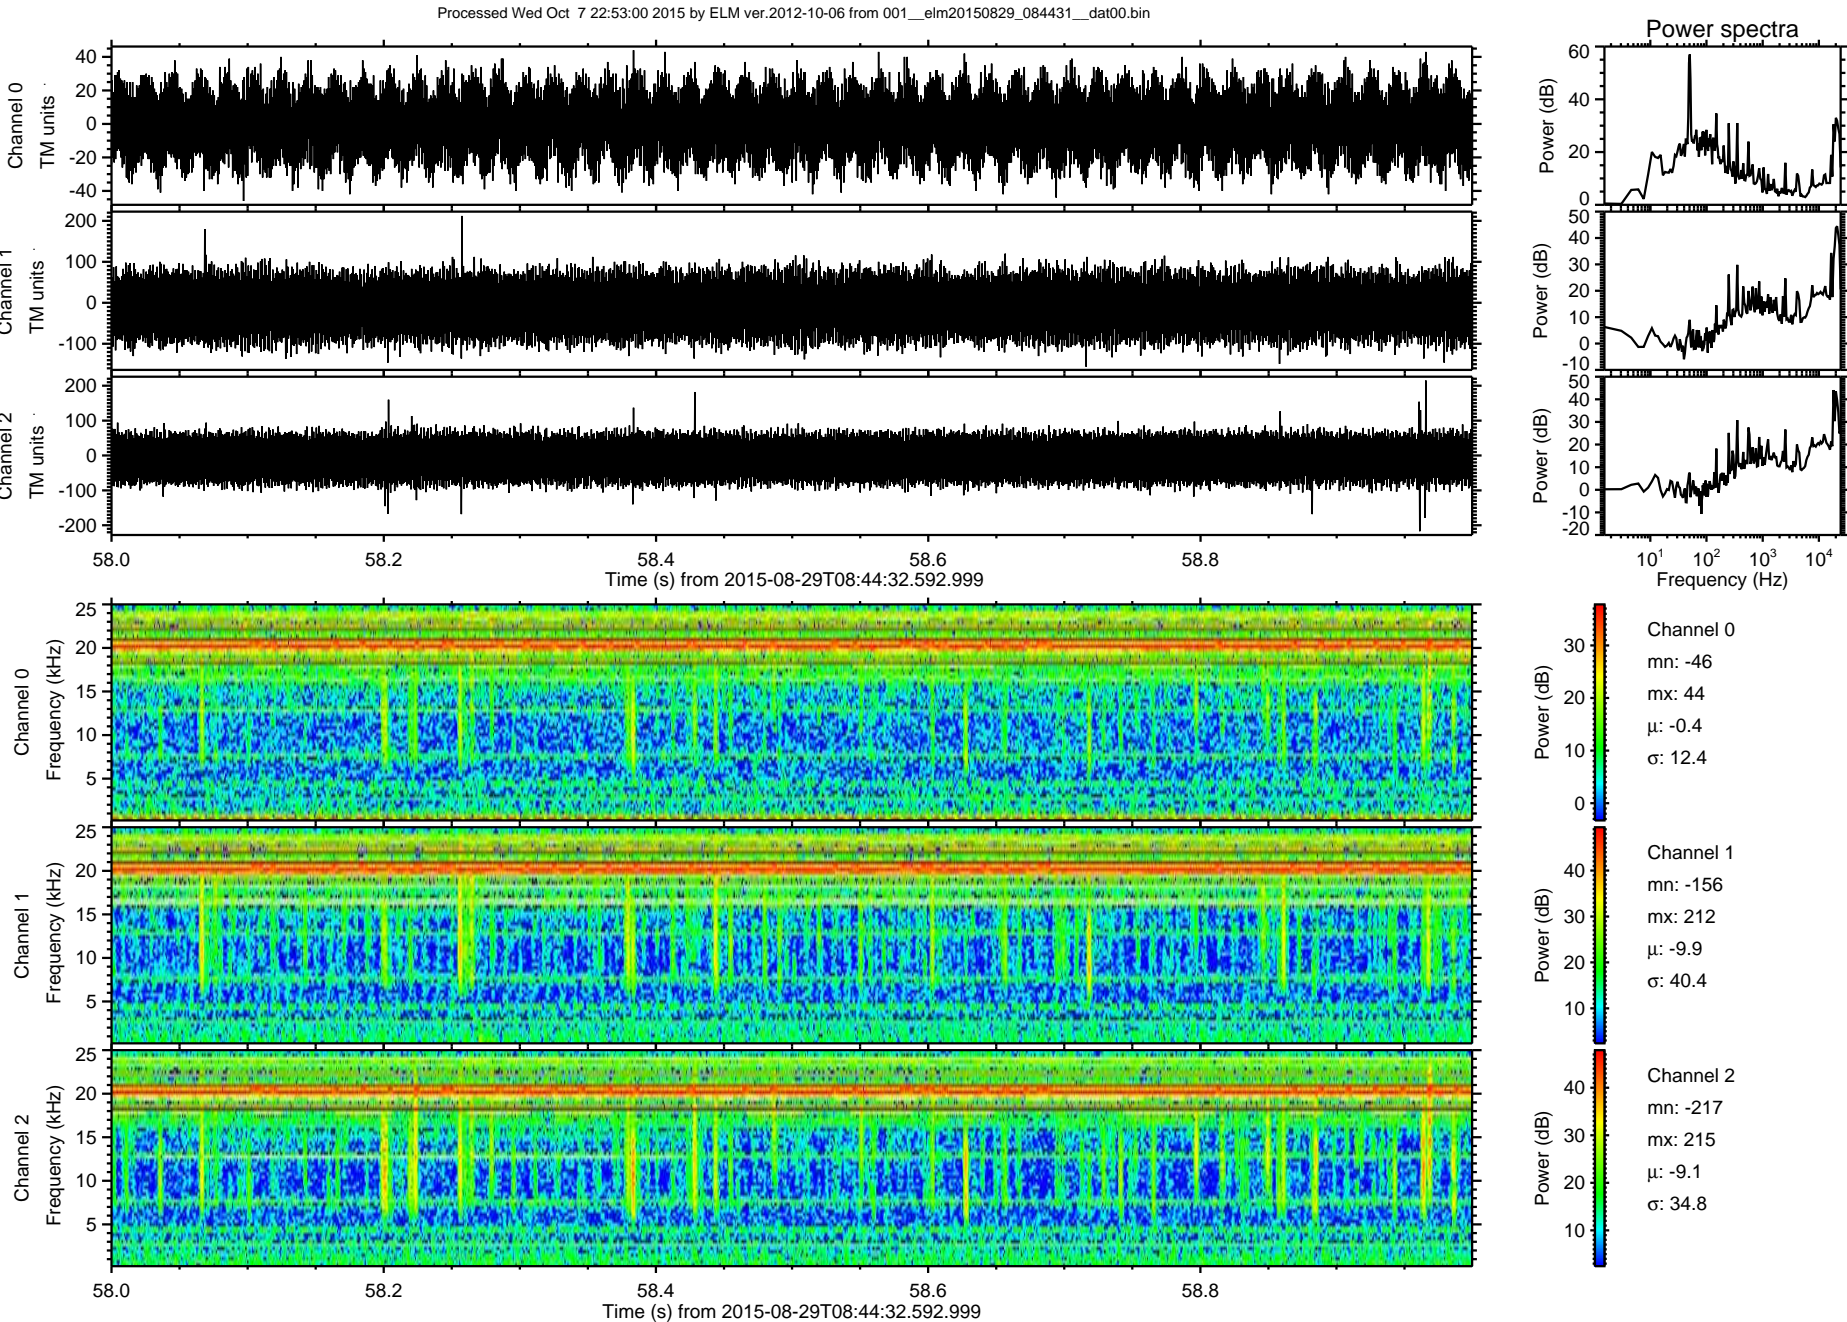 Processed Wed Oct  7 22:53:00 2015 by ELM ver.2012-10-06 from 001__elm20150829_084431__dat00.bin
Power spectra
Channel 0
TM units
40
20
0
-20
-40
Power (dB)
60
40
20
0
Channel 1
TM units
200
100
0
-100
Power (dB)
50
40
30
20
10
0
-10
Channel 2
TM units
200
100
0
-100
-200
Power (dB)
50
40
30
20
10
0
-10
-20
58.0 58.2 58.4 58.6 58.8
Time (s) from 2015-08-29T08:44:32.592.999
10¹ 10² 10³ 10⁴
Frequency (Hz)
Channel 0
Frequency (kHz)
25
20
15
10
5
Power (dB)
30
20
10
0
Channel 0
mn: -46
mx: 44
μ: -0.4
σ: 12.4
Channel 1
Frequency (kHz)
25
20
15
10
5
Power (dB)
40
30
20
10
Channel 1
mn: -156
mx: 212
μ: -9.9
σ: 40.4
Channel 2
Frequency (kHz)
25
20
15
10
5
Power (dB)
40
30
20
10
Channel 2
mn: -217
mx: 215
μ: -9.1
σ: 34.8
58.0 58.2 58.4 58.6 58.8
Time (s) from 2015-08-29T08:44:32.592.999